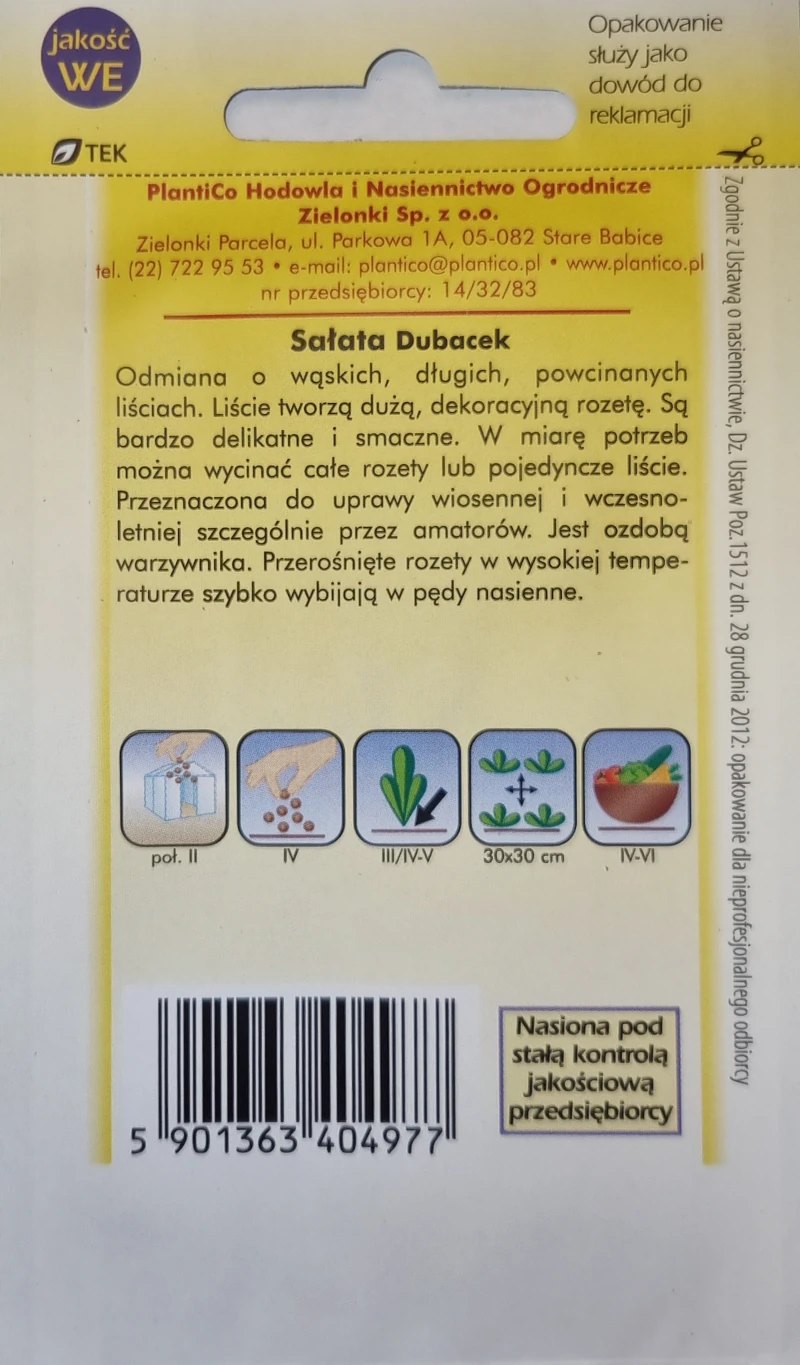 jakość
WE
TEK
Opakowanie
służy jako
dowód do
reklamacji
PlantiCo Hodowla i Nasiennictwo Ogrodnicze
Zielonki Sp. z o.o.
Zielonki Parcela, ul. Parkowa 1A, 05-082 Stare Babice
tel. (22) 722 95 53 • e-mail: plantico@plantico.pl • www.plantico.pl
nr przedsiębiorcy: 14/32/83
Sałata Dubacek
Odmiana o wąskich, długich, powcinanych
liściach. Liście tworzą dużą, dekoracyjną rozetę. Są
bardzo delikatne i smaczne. W miarę potrzeb
można wycinać całe rozety lub pojedyncze liście.
Przeznaczona do uprawy wiosennej i wczesno-
letniej szczególnie przez amatorów. Jest ozdobą
warzywnika. Przerośnięte rozety w wysokiej tempe-
raturze szybko wybijają w pędy nasienne.
poł. II
IV
III/IV-V
30x30 cm
IV-VI
5 901363 404977
Nasiona pod
stałą kontrolą
jakościową
przedsiębiorcy
Zgodnie z Ustawą o nasiennictwie, Dz. Ustaw Poz.1512 z dn. 28 grudnia 2012: opakowanie dla nieprofesjonalnego odbiorcy